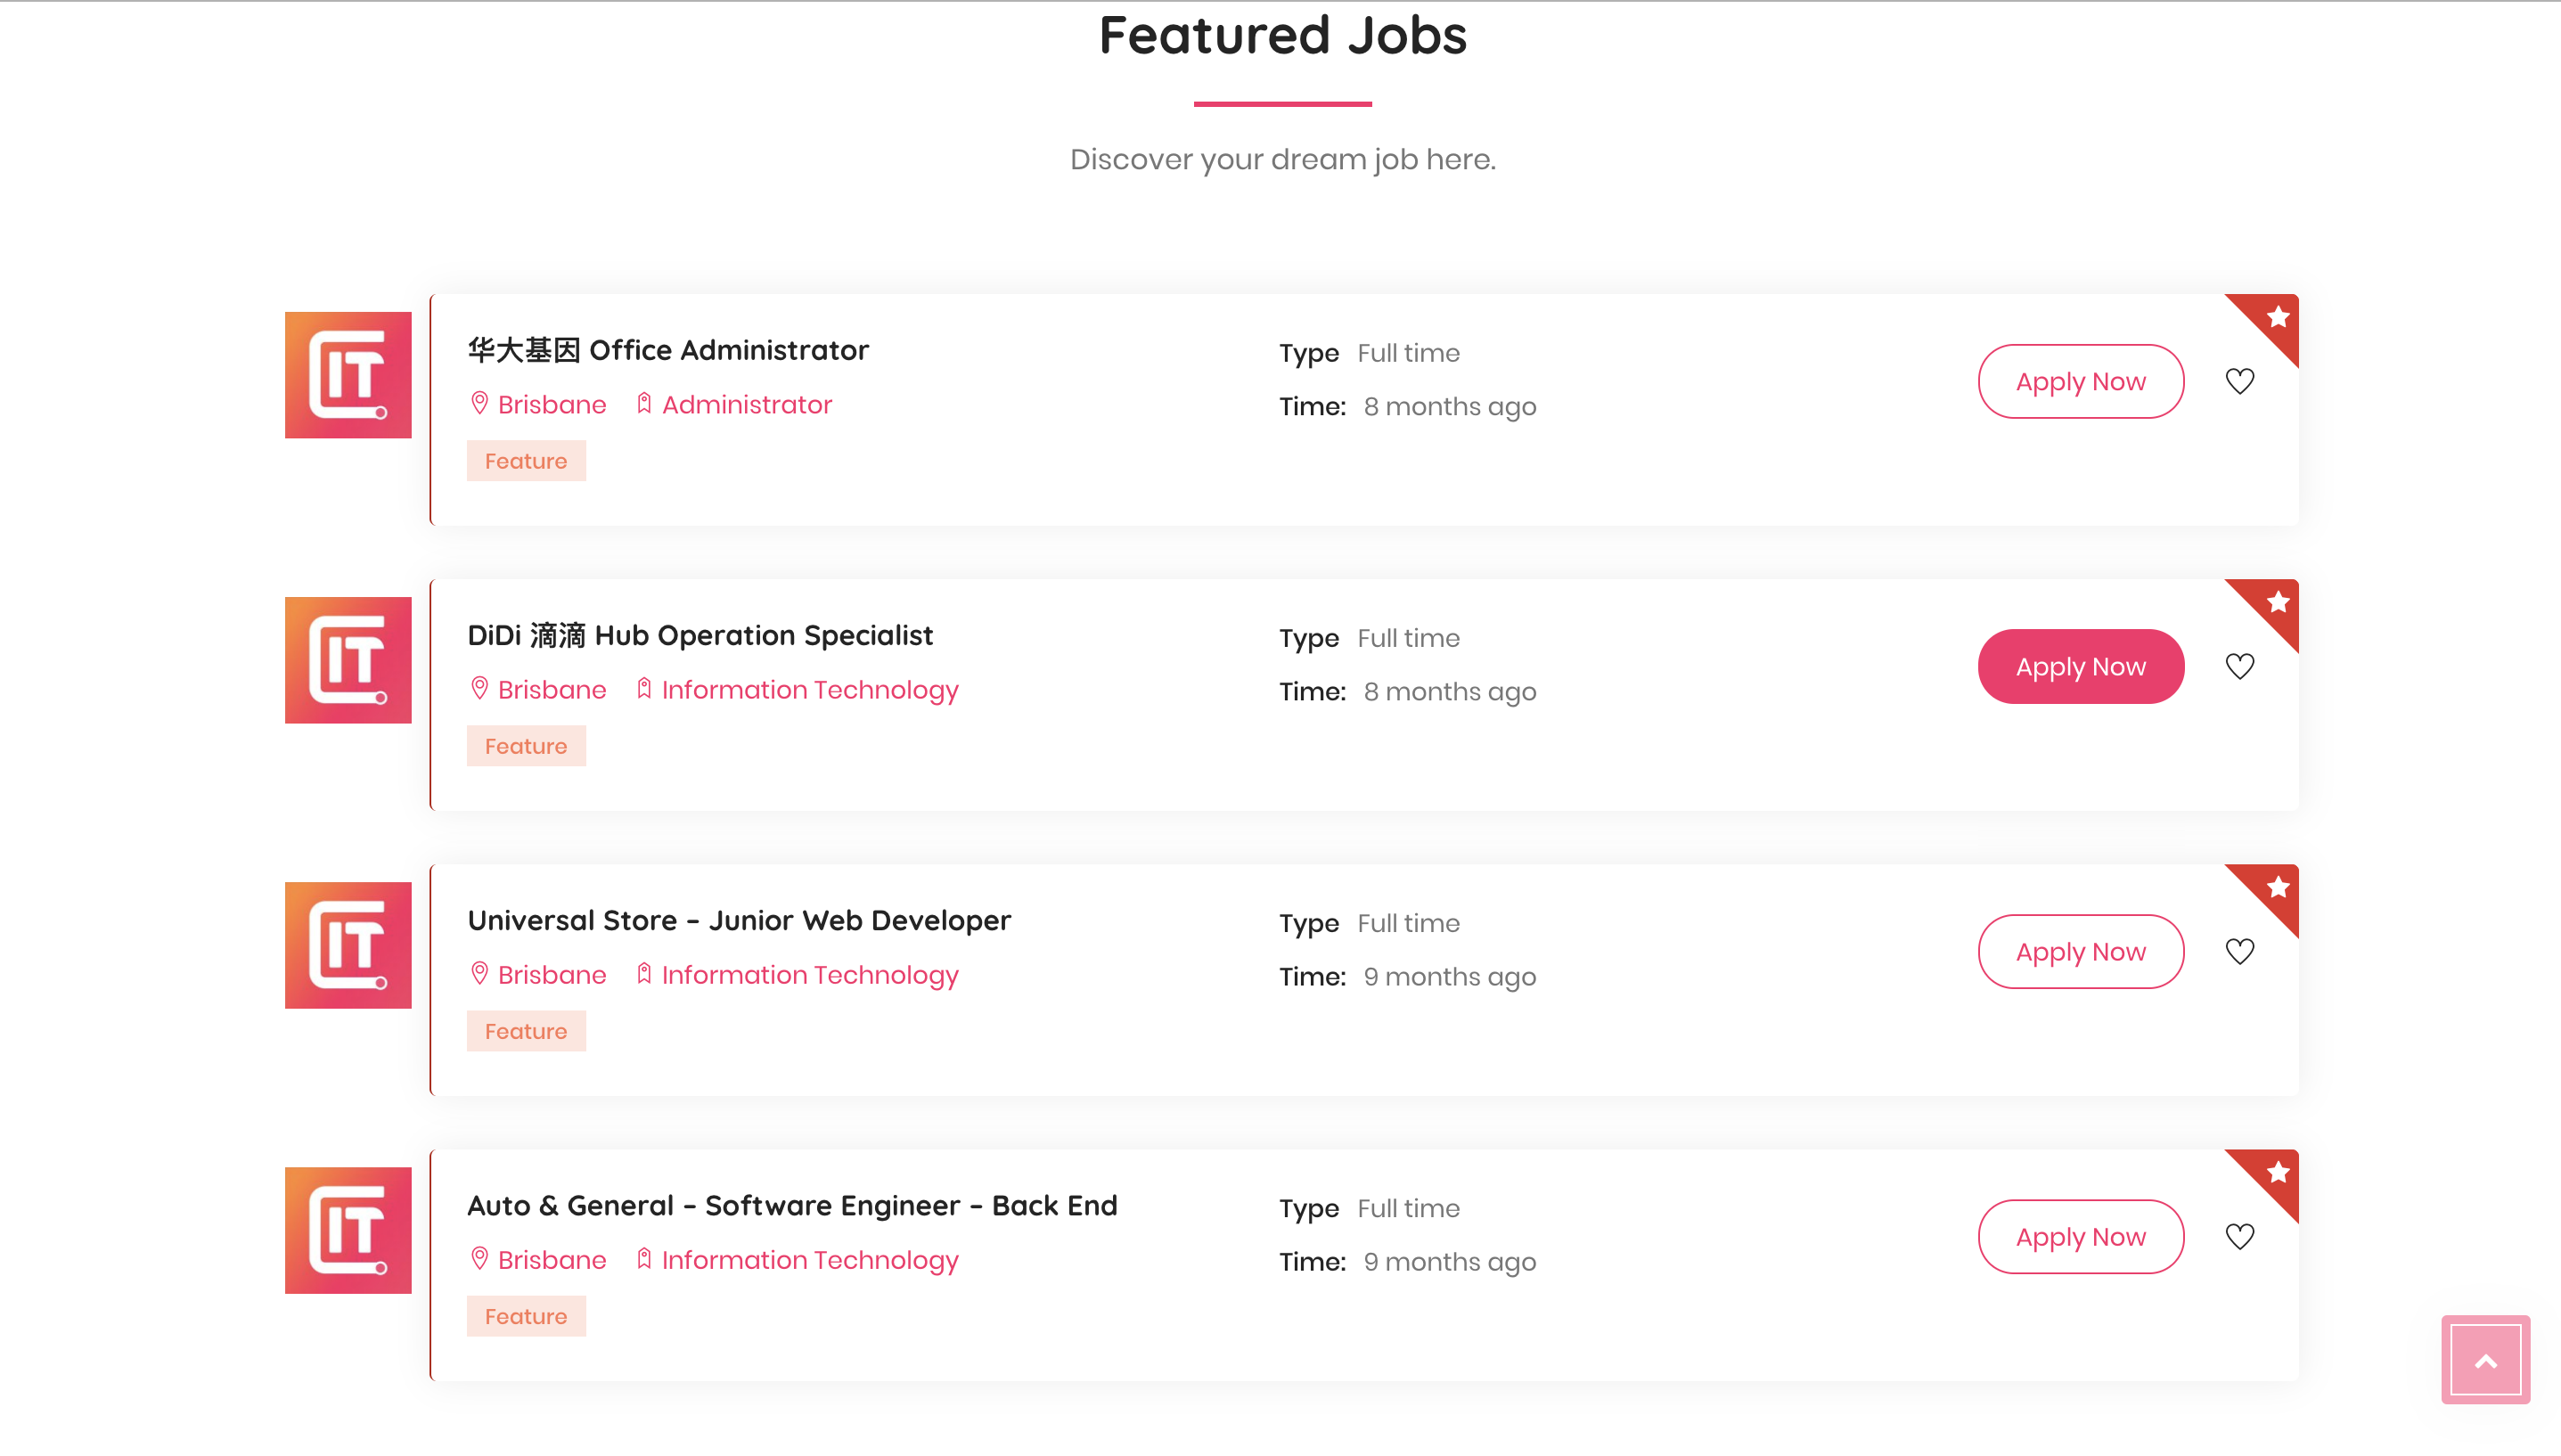 Featured Jobs
Discover your dream job here.
IT
华大基因 Office Administrator
Brisbane Administrator
Feature
Type Full time
Time: 8 months ago
Apply Now
IT
DiDi 滴滴 Hub Operation Specialist
Brisbane Information Technology
Feature
Type Full time
Time: 8 months ago
Apply Now
IT
Universal Store – Junior Web Developer
Brisbane Information Technology
Feature
Type Full time
Time: 9 months ago
Apply Now
IT
Auto & General – Software Engineer – Back End
Brisbane Information Technology
Feature
Type Full time
Time: 9 months ago
Apply Now